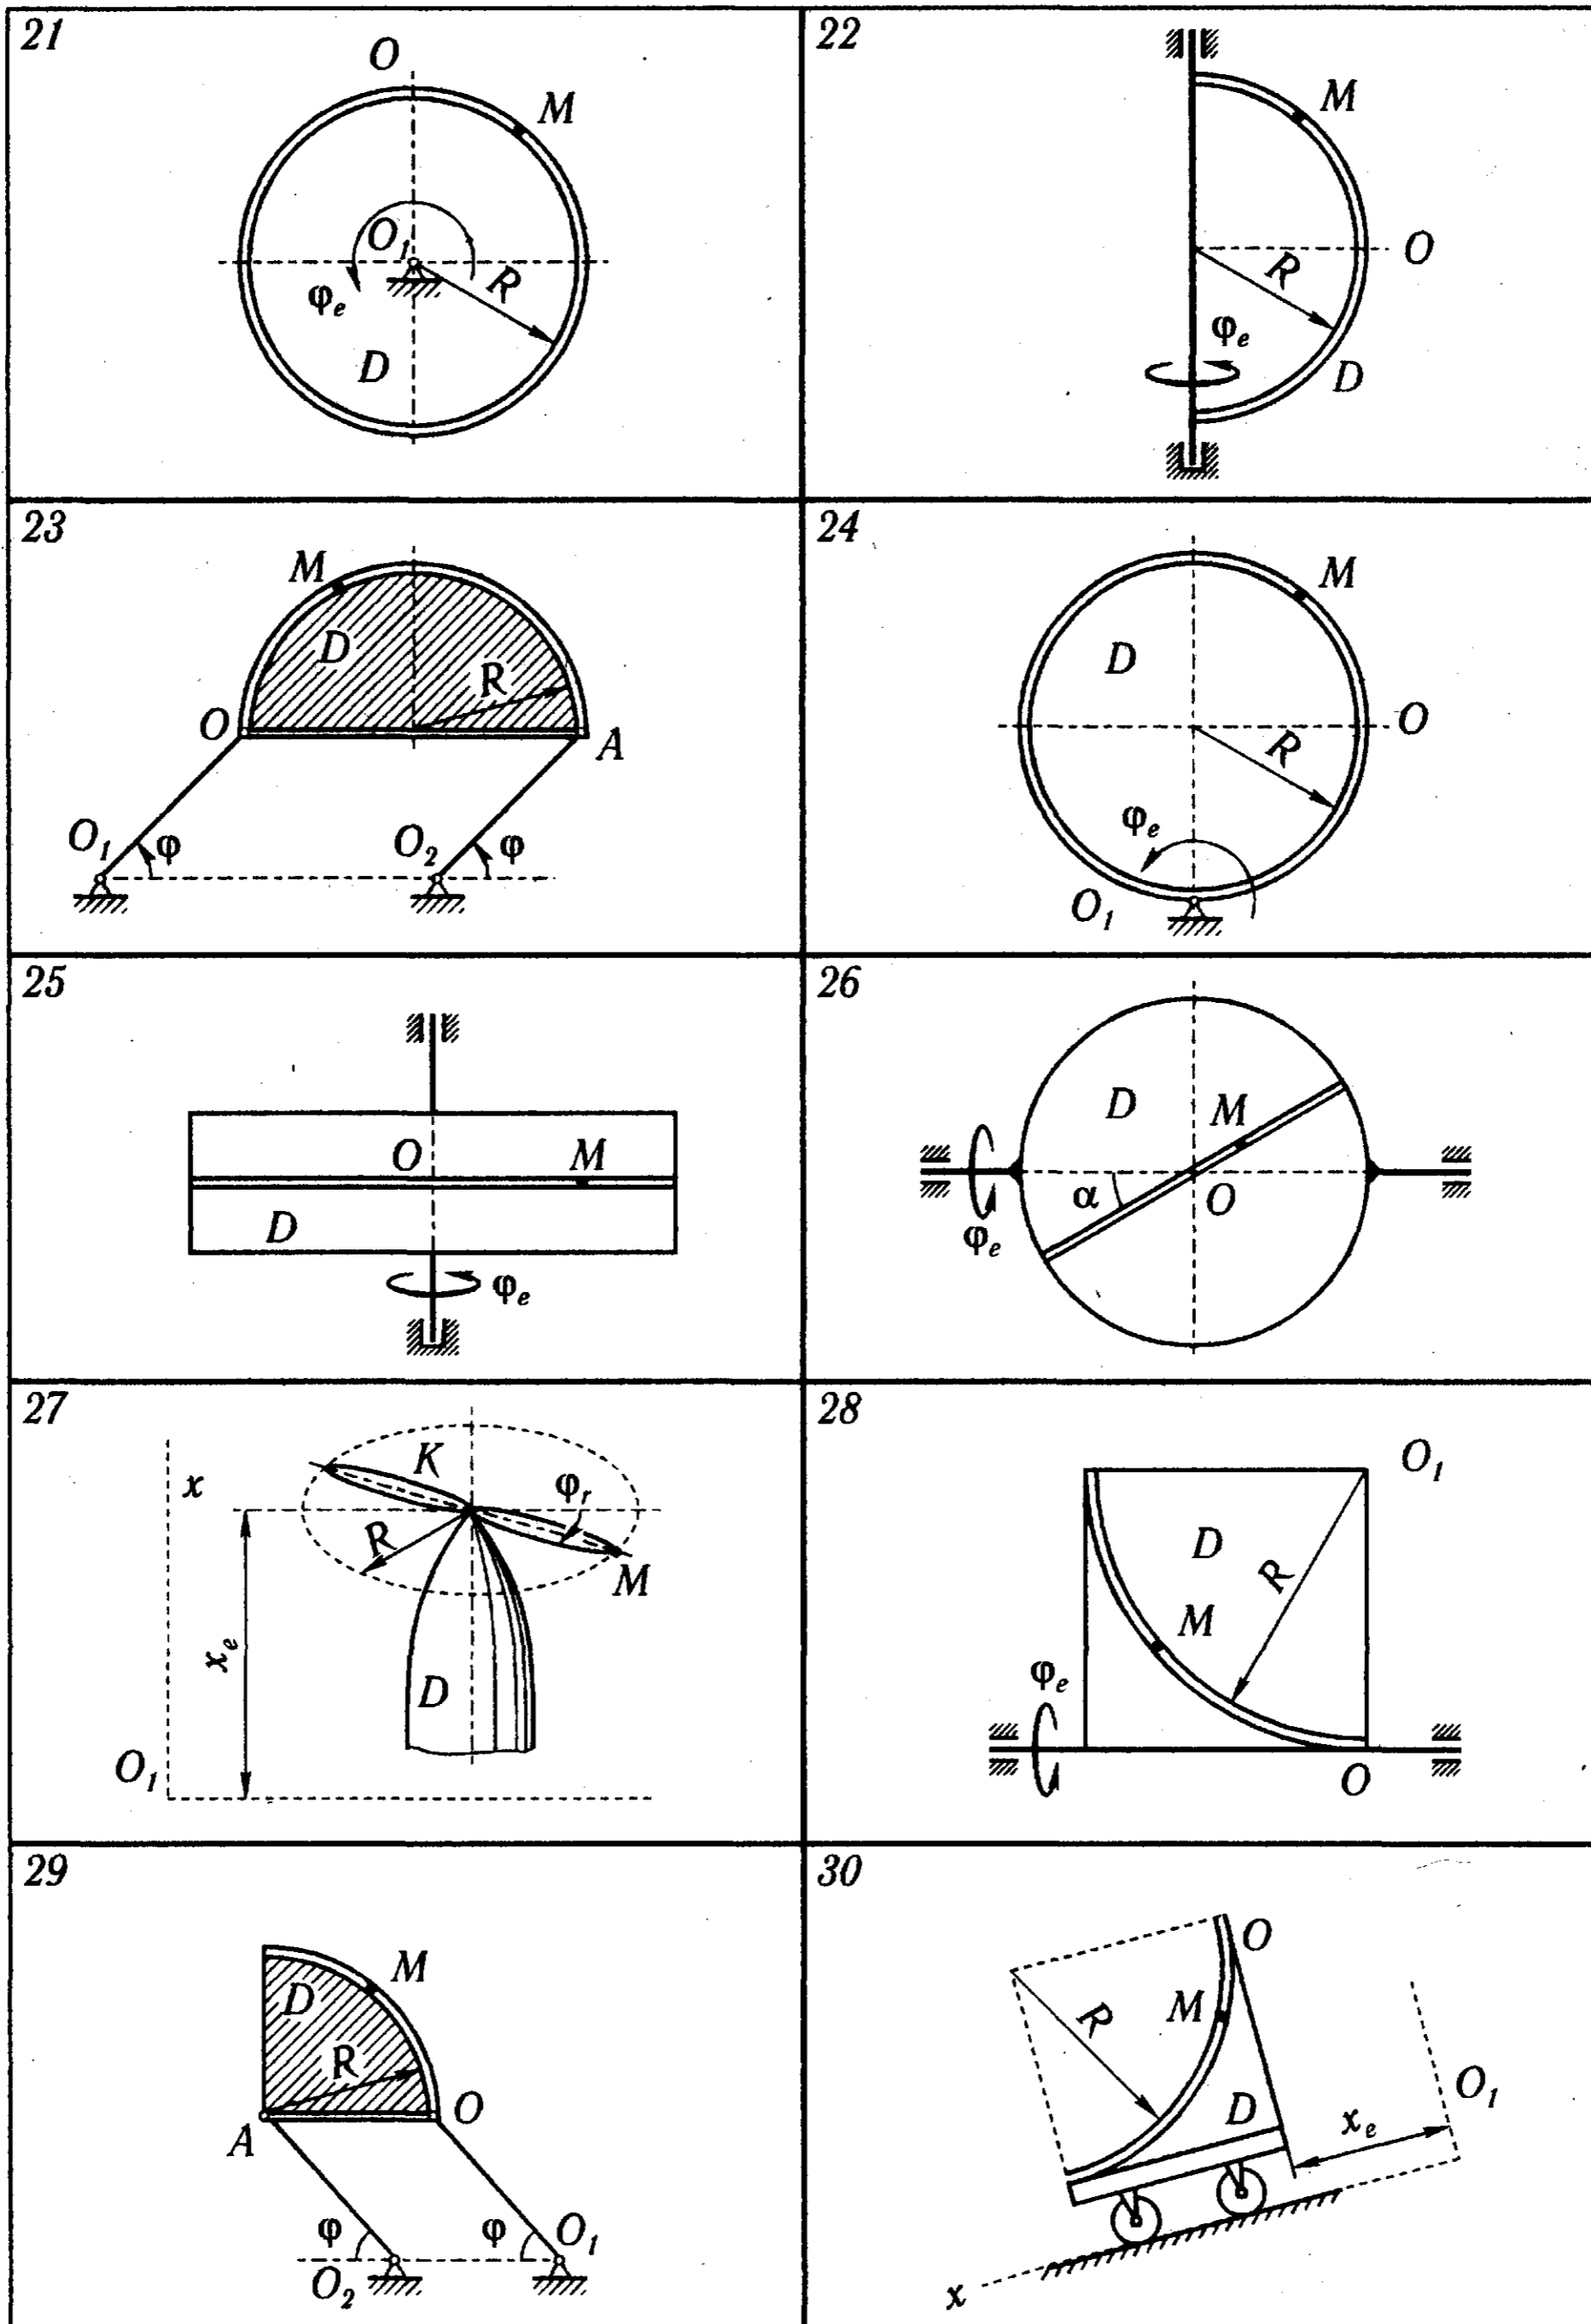 21
O
M
O₁
R
φₑ
D
22
M
O
R
φₑ
D
23
M
D
R
O
A
O₁
φ
O₂
φ
24
M
D
O
R
φₑ
O₁
25
O
M
D
φₑ
26
D
M
α
O
φₑ
27
K
x
φᵣ
R
M
xₑ
D
O₁
28
O₁
D
R
M
φₑ
O
29
M
D
R
A
O
φ
φ
O₁
O₂
30
O
M
R
O₁
D
xₑ
x